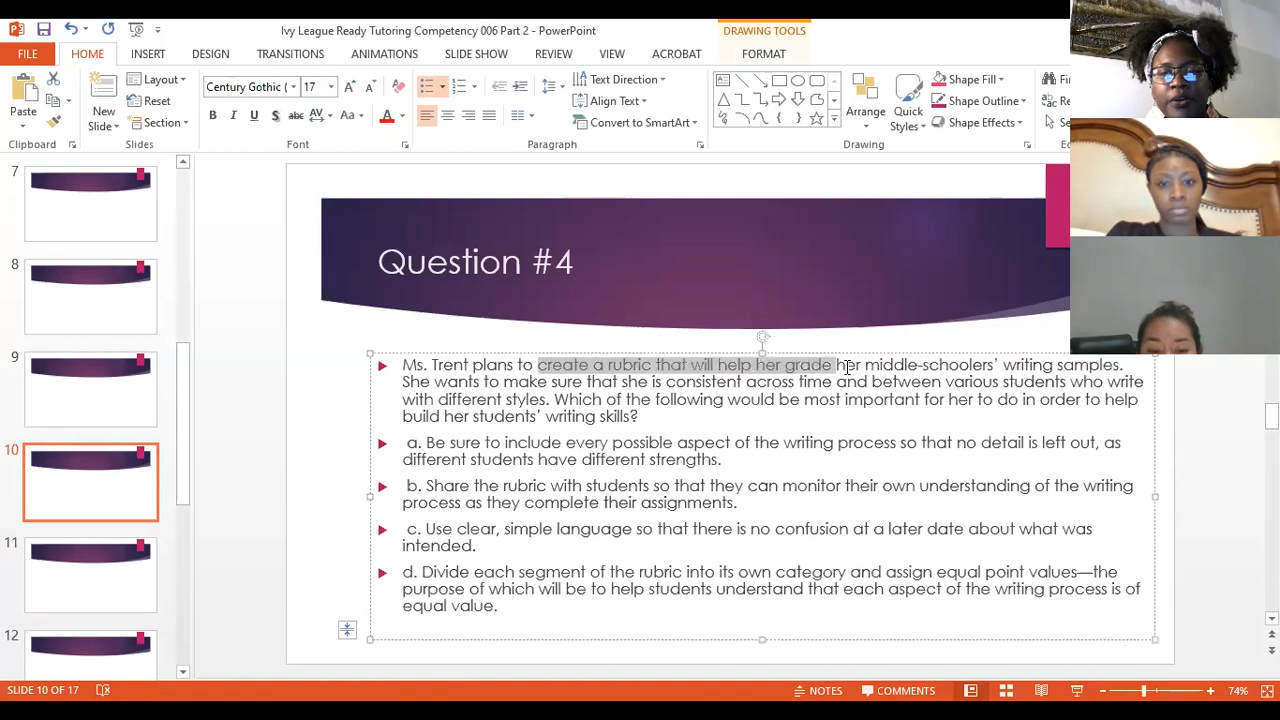 Ivy League Ready Tutoring Competency 006 Part 2 - PowerPoint
DRAWING TOOLS
FILE HOME INSERT DESIGN TRANSITIONS ANIMATIONS SLIDE SHOW REVIEW VIEW ACROBAT FORMAT
Paste
New
Slide
Layout
Reset
Section
Century Gothic (
17
B I U S abc AV Aa A
Text Direction
Align Text
Convert to SmartArt
Arrange
Quick
Styles
Shape Fill
Shape Outline
Shape Effects
Clipboard Slides Font Paragraph Drawing
7
8
9
10
11
12
Question #4
Ms. Trent plans to create a rubric that will help her grade her middle-schoolers’ writing samples.
She wants to make sure that she is consistent across time and between various students who write
with different styles. Which of the following would be most important for her to do in order to help
build her students’ writing skills?
a. Be sure to include every possible aspect of the writing process so that no detail is left out, as
different students have different strengths.
b. Share the rubric with students so that they can monitor their own understanding of the writing
process as they complete their assignments.
c. Use clear, simple language so that there is no confusion at a later date about what was
intended.
d. Divide each segment of the rubric into its own category and assign equal point values—the
purpose of which will be to help students understand that each aspect of the writing process is of
equal value.
SLIDE 10 OF 17
NOTES COMMENTS
74%